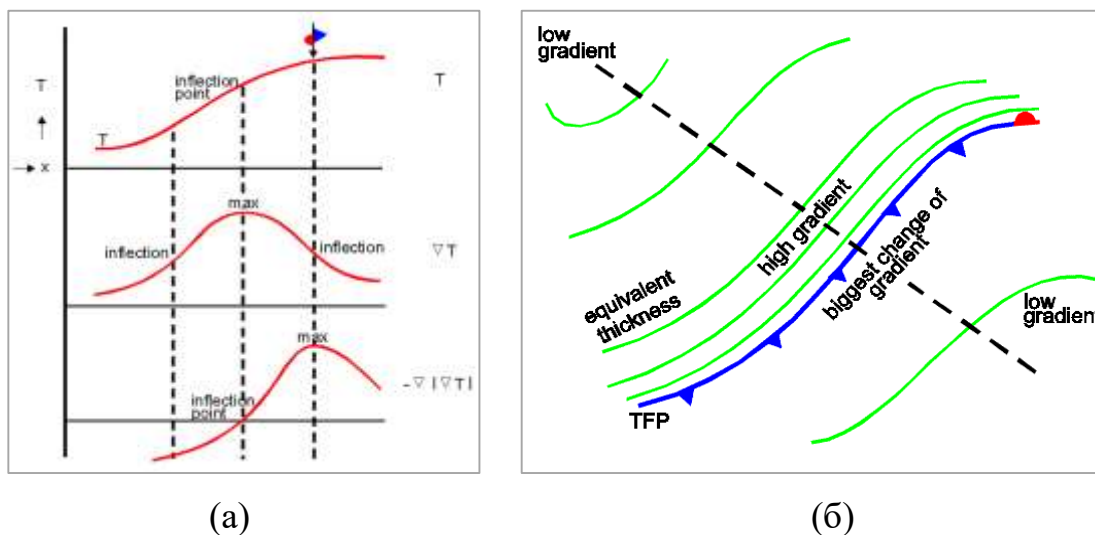 T
inflection
point
T
T
x
max
inflection
inflection
▽ T
max
- ▽ | ▽ T |
inflection
point
(а)
low
gradient
high gradient
biggest change of
gradient
equivalent
thickness
low
gradient
TFP
(б)